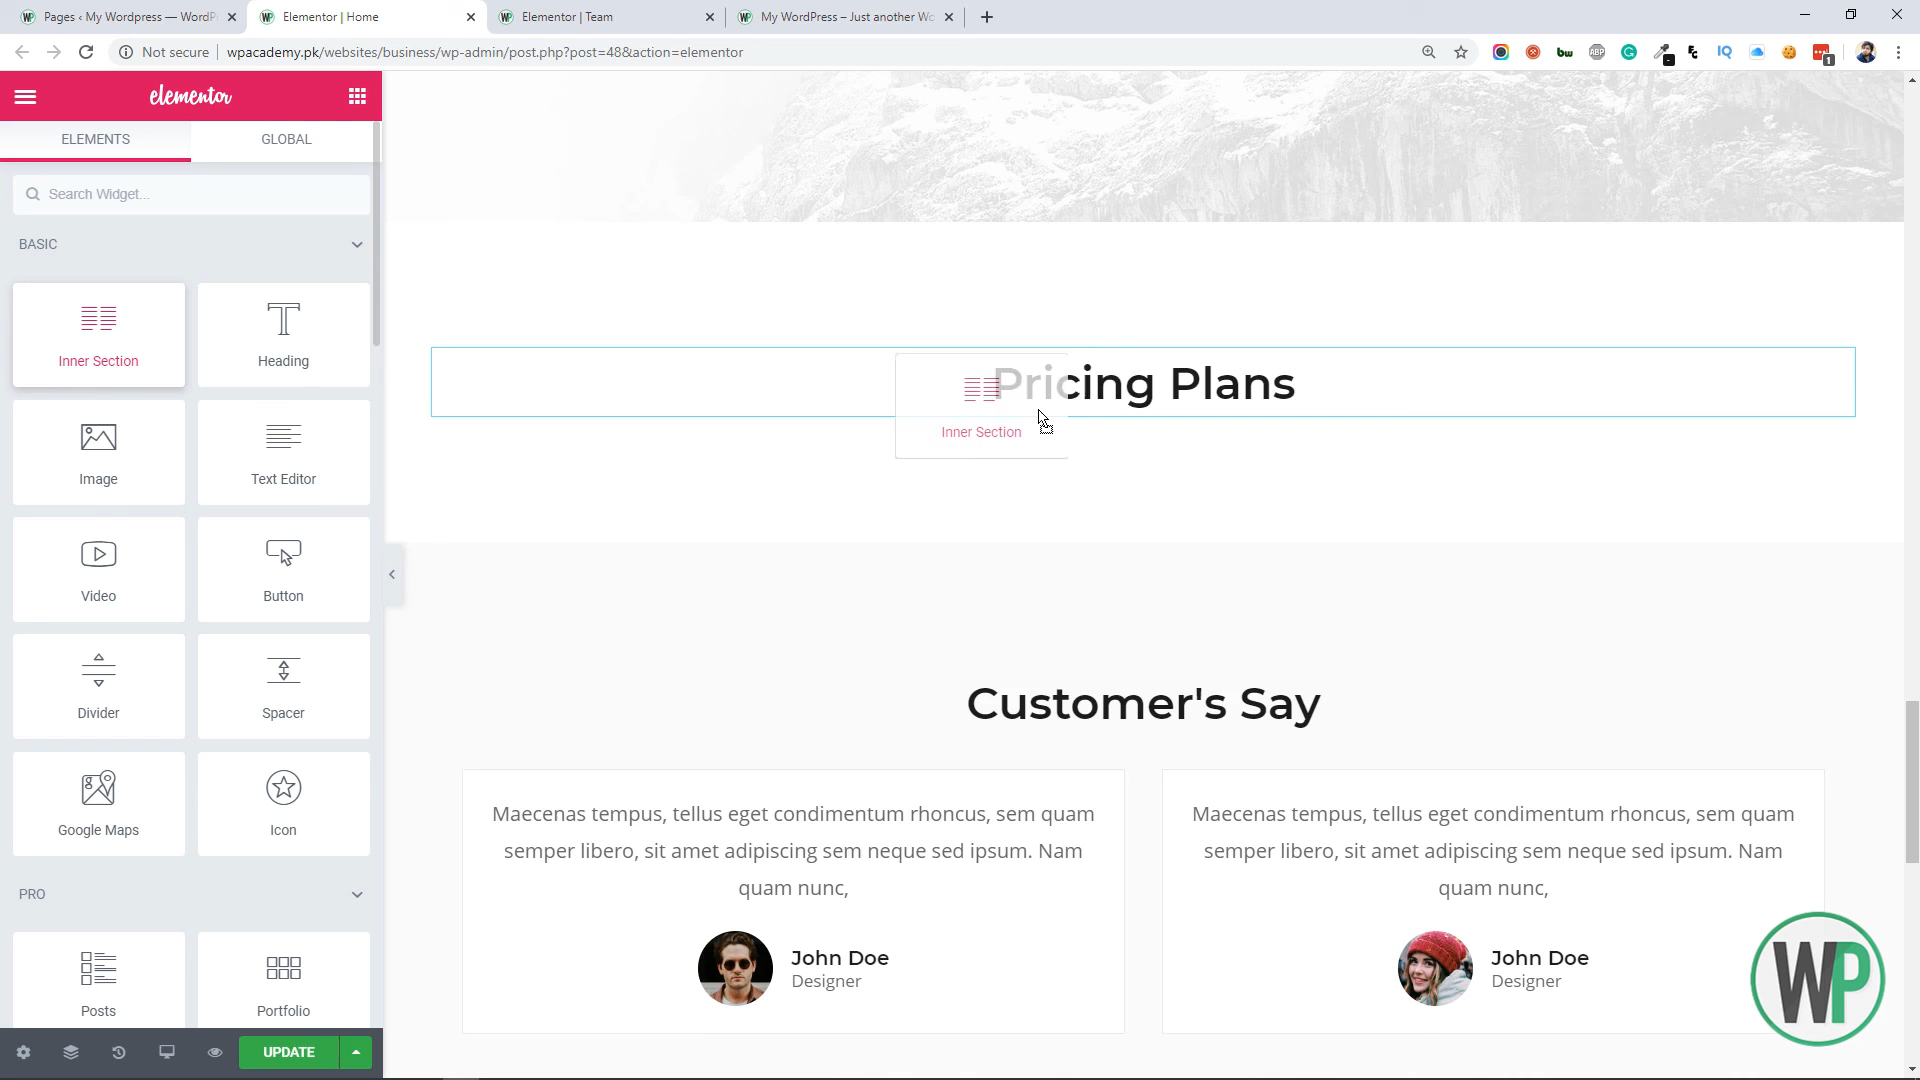 Pages ‹ My Wordpress — WordP
Elementor | Home
Elementor | Team
My WordPress – Just another Wo
Not secure
wpacademy.pk/websites/business/wp-admin/post.php?post=48&action=elementor
bw
ABP
IQ
1
elementor
ELEMENTS
GLOBAL
Search Widget...
BASIC
Inner Section
Heading
Image
Text Editor
Video
Button
Divider
Spacer
Google Maps
Icon
PRO
Posts
Portfolio
UPDATE
Pricing Plans
Inner Section
Customer's Say
Maecenas tempus, tellus eget condimentum rhoncus, sem quam
semper libero, sit amet adipiscing sem neque sed ipsum. Nam
quam nunc,
John Doe
Designer
Maecenas tempus, tellus eget condimentum rhoncus, sem quam
semper libero, sit amet adipiscing sem neque sed ipsum. Nam
quam nunc,
John Doe
Designer
WP